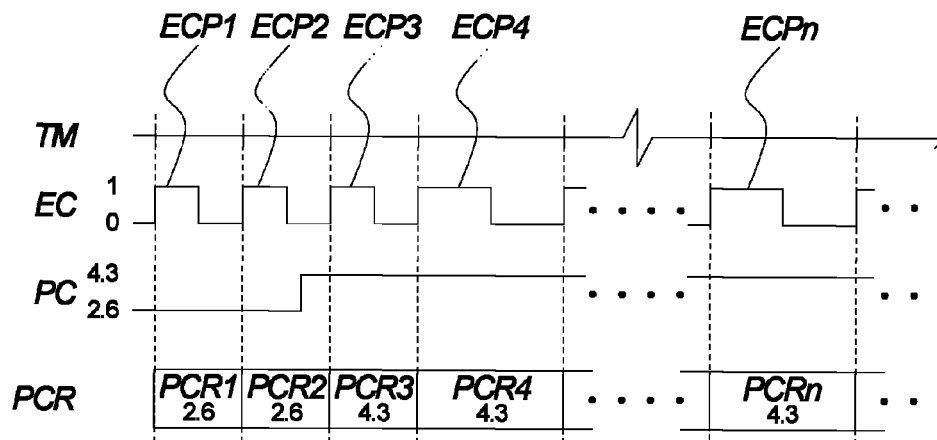 ECP1 ECP2 ECP3 ECP4 ECPn
TM
EC 1
0
PC 4.3
2.6
PCR PCR1 PCR2 PCR3 PCR4 PCRn
2.6 2.6 4.3 4.3 4.3